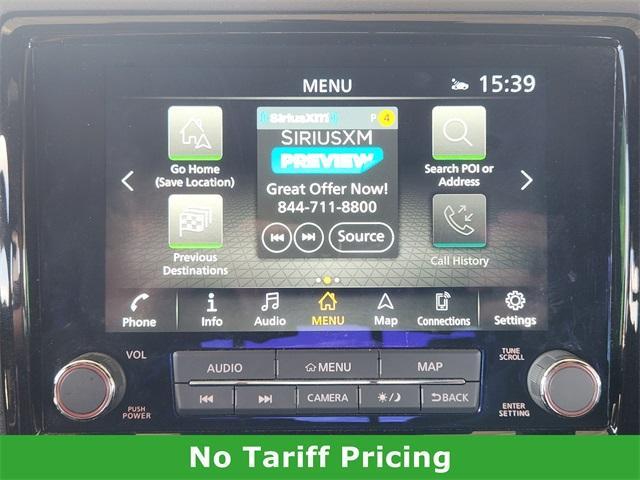 MENU
15:39
SiriusXM
P 4
Go Home
(Save Location)
SIRIUSXM
PREVIEW
Great Offer Now!
844-711-8800
Source
Search POI or
Address
Previous
Destinations
Call History
Phone
Info
Audio
MENU
Map
Connections
Settings
VOL
PUSH
POWER
AUDIO
MENU
MAP
CAMERA
BACK
TUNE
SCROLL
ENTER
SETTING
No Tariff Pricing